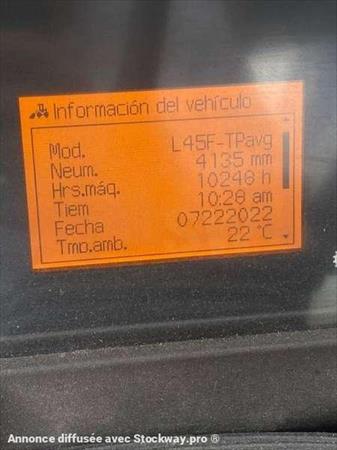 Información del vehículo
Mod. L45F-TPavg
Neum. 4135 mm
Hrs.máq. 10248 h
Tiem 10:28 am
Fecha 07222022
Tmp.amb. 22 °C
Annonce diffusée avec Stockway.pro ®